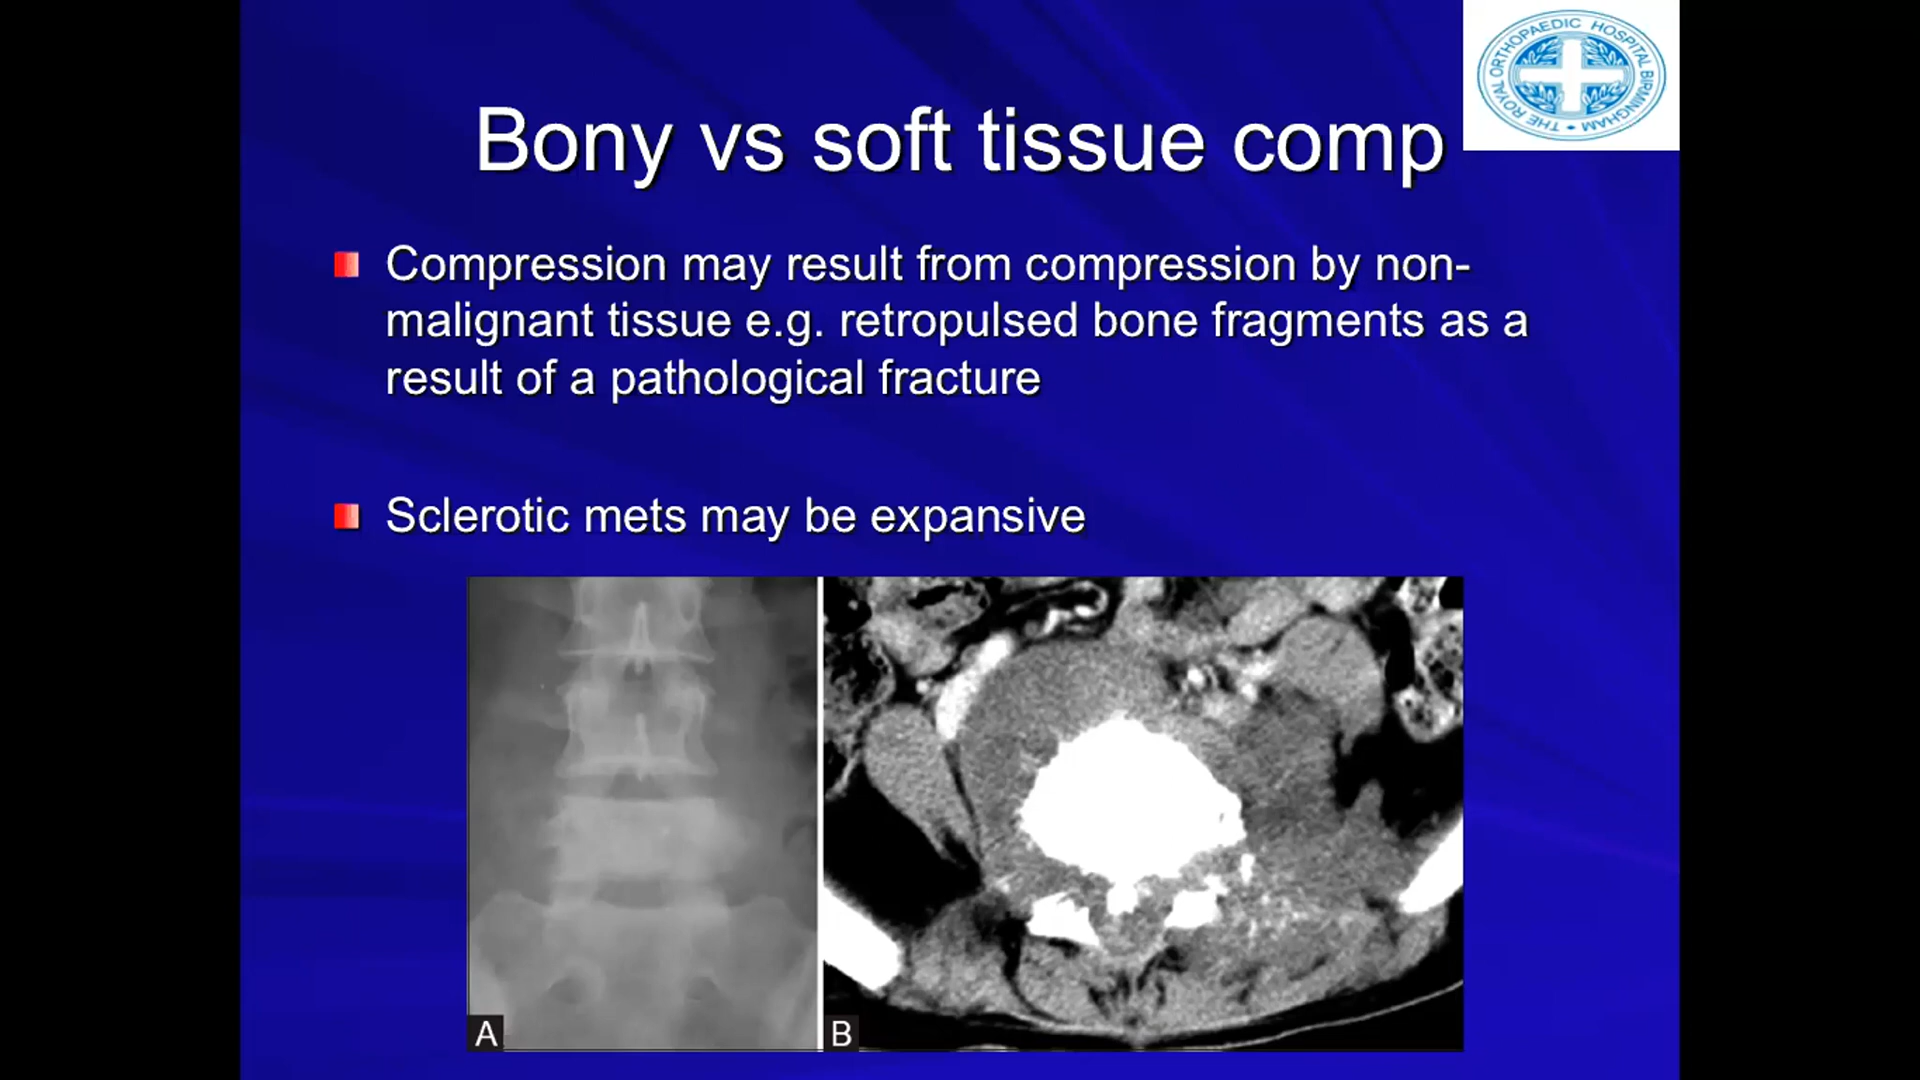 THE ROYAL ORTHOPAEDIC HOSPITAL BIRMINGHAM
Bony vs soft tissue comp
Compression may result from compression by non-
malignant tissue e.g. retropulsed bone fragments as a
result of a pathological fracture
Sclerotic mets may be expansive
A
B